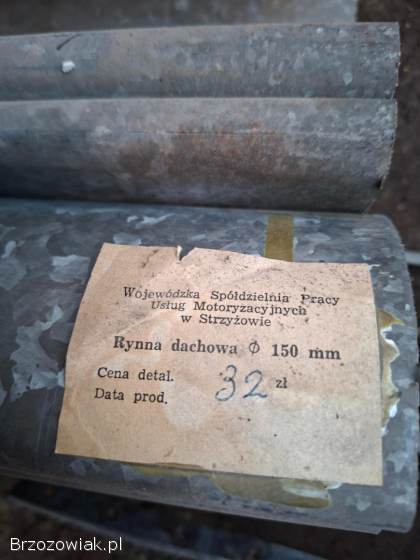 Wojewódzka Spółdzielnia Pracy
Usług Motoryzacyjnych
w Strzyżowie
Rynna dachowa ϕ 150 mm
Cena detal. 32 zł
Data prod.
Brzozowiak.pl